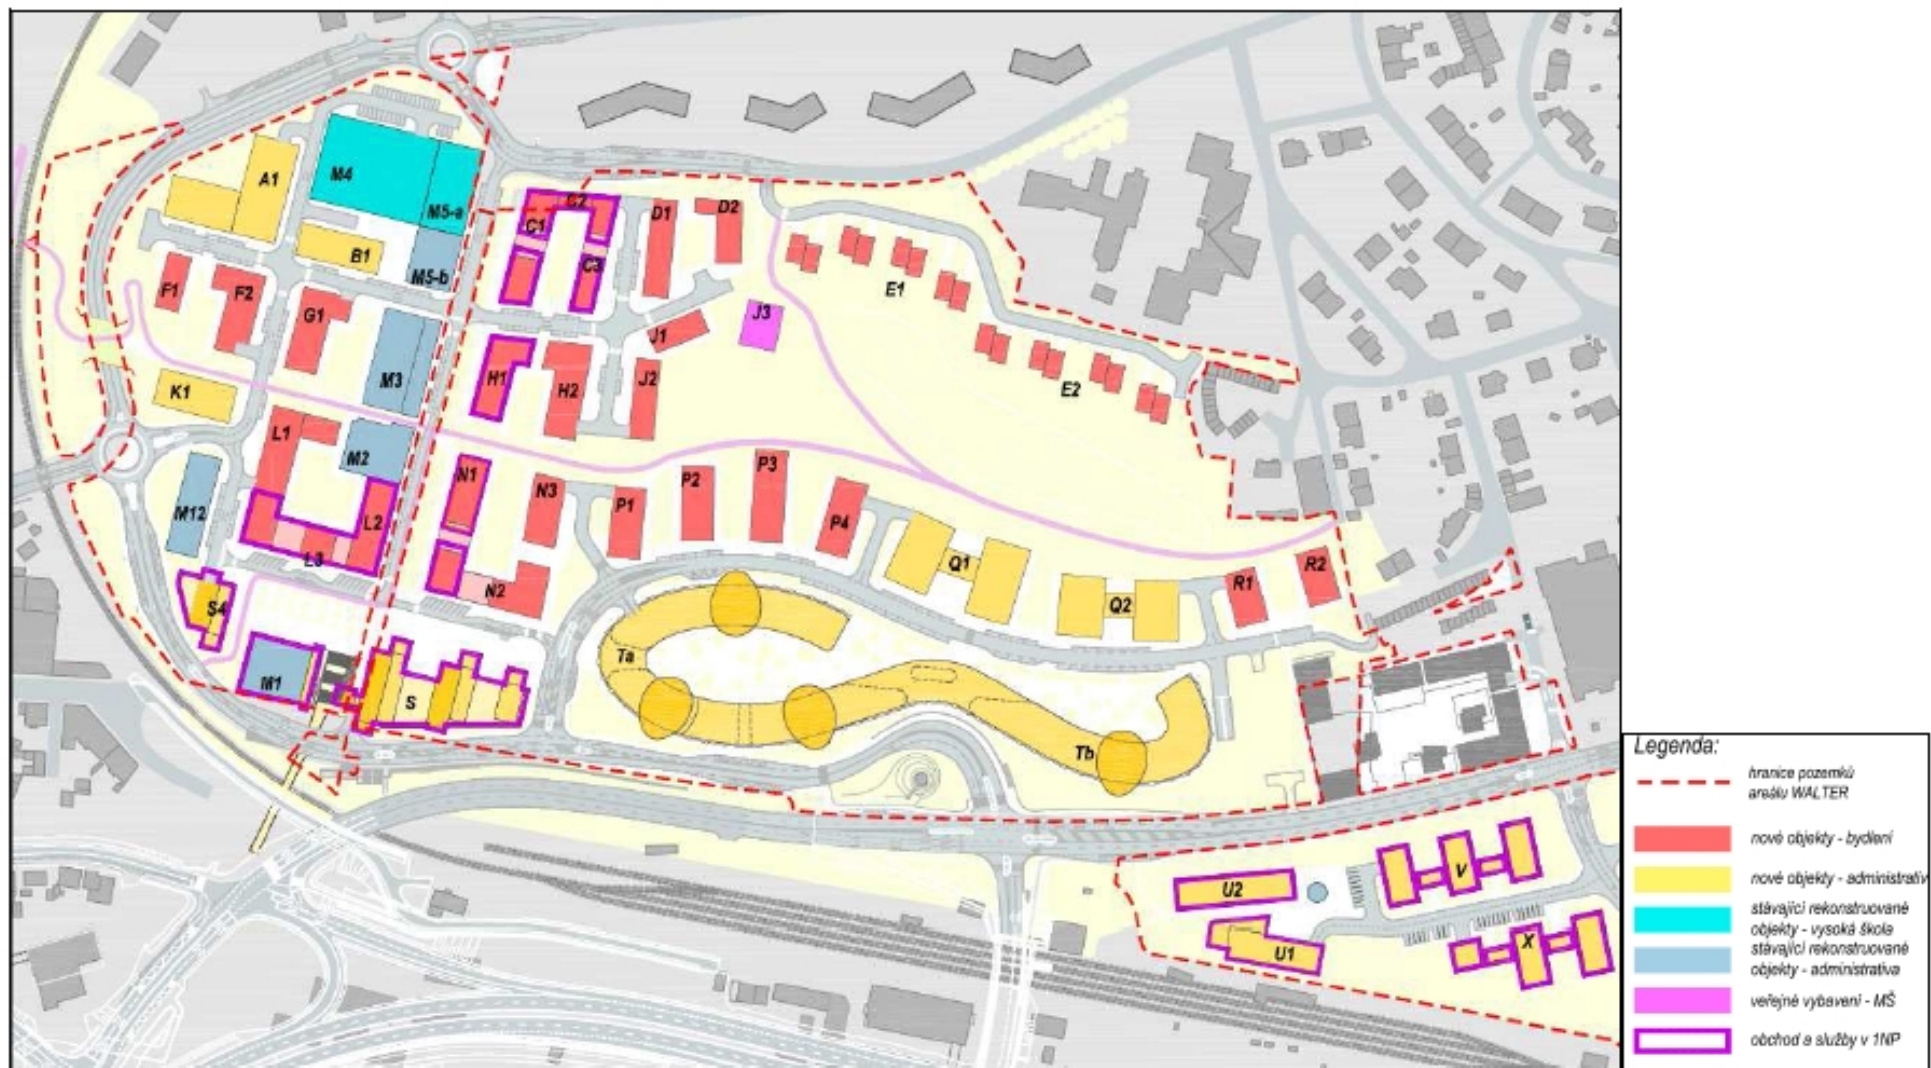 A1
M4
M5-a
B1
M5-b
C1
C2
C3
D1
D2
F1
F2
G1
M3
H1
H2
J1
J2
J3
E1
E2
K1
L1
M2
L2
L3
M12
N1
N3
N2
P1
P2
P3
P4
Q1
Q2
R1
R2
S4
M1
S
Ta
Tb
U2
U1
V
X
Legenda:
hranice pozemků
areálu WALTER
nové objekty - bydlení
nové objekty - administrativ
stávající rekonstruované
objekty - vysoká škola
stávající rekonstruované
objekty - administrativa
veřejné vybavení - MŠ
obchod a služby v 1NP